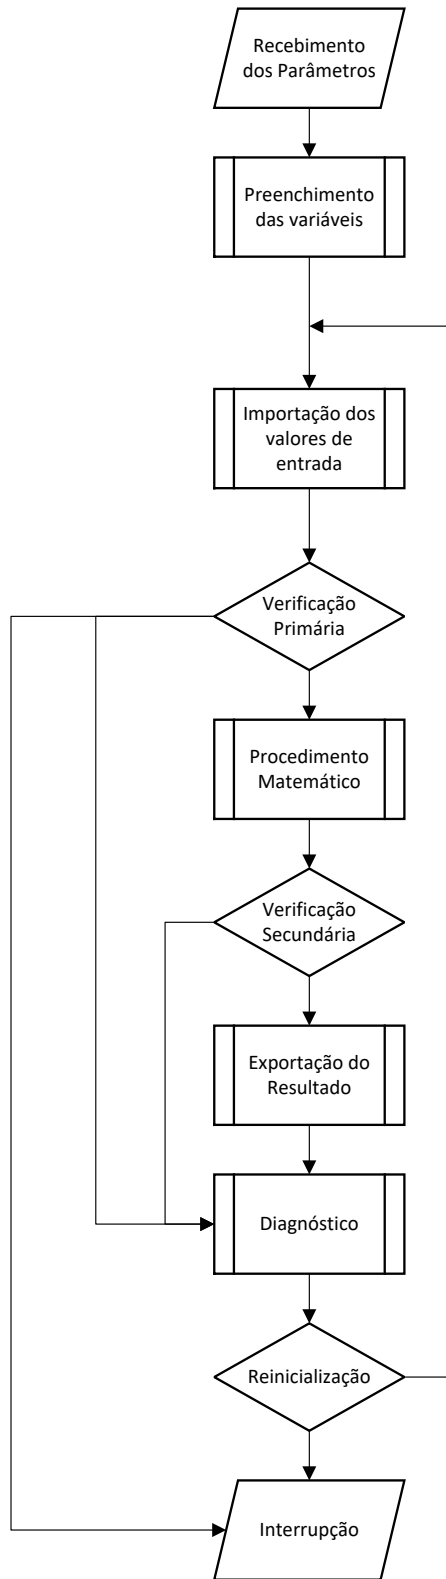 Recebimento
dos Parâmetros
Preenchimento
das variáveis
Importação dos
valores de
entrada
Verificação
Primária
Procedimento
Matemático
Verificação
Secundária
Exportação do
Resultado
Diagnóstico
Reinicialização
Interrupção